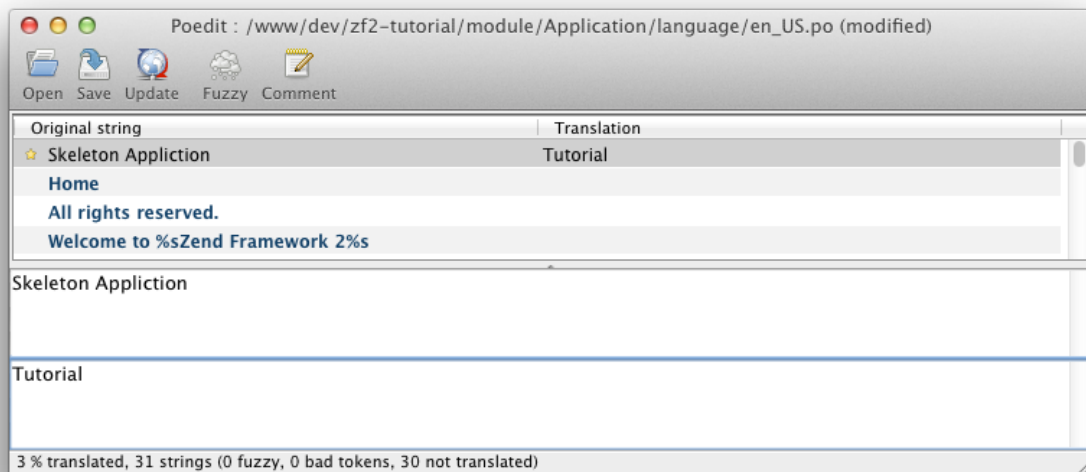 Poedit : /www/dev/zf2-tutorial/module/Application/language/en_US.po (modified)
Open Save Update Fuzzy Comment
Original string Translation
Skeleton Appliction Tutorial
Home
All rights reserved.
Welcome to %sZend Framework 2%s
Skeleton Appliction
Tutorial
3 % translated, 31 strings (0 fuzzy, 0 bad tokens, 30 not translated)